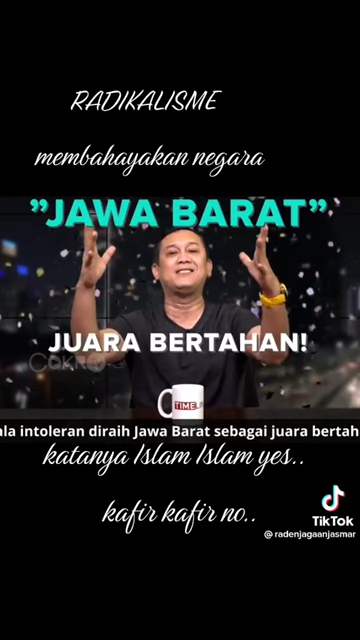 RADIKALISME
membahayakan negara
"JAWA BARAT"
JUARA BERTAHAN!
TIME
intoleran diraih Jawa Barat sebagai juara
katanya Islam Islam yes..
kafir kafir no..
TikTok
@ radenjagaanjasmar